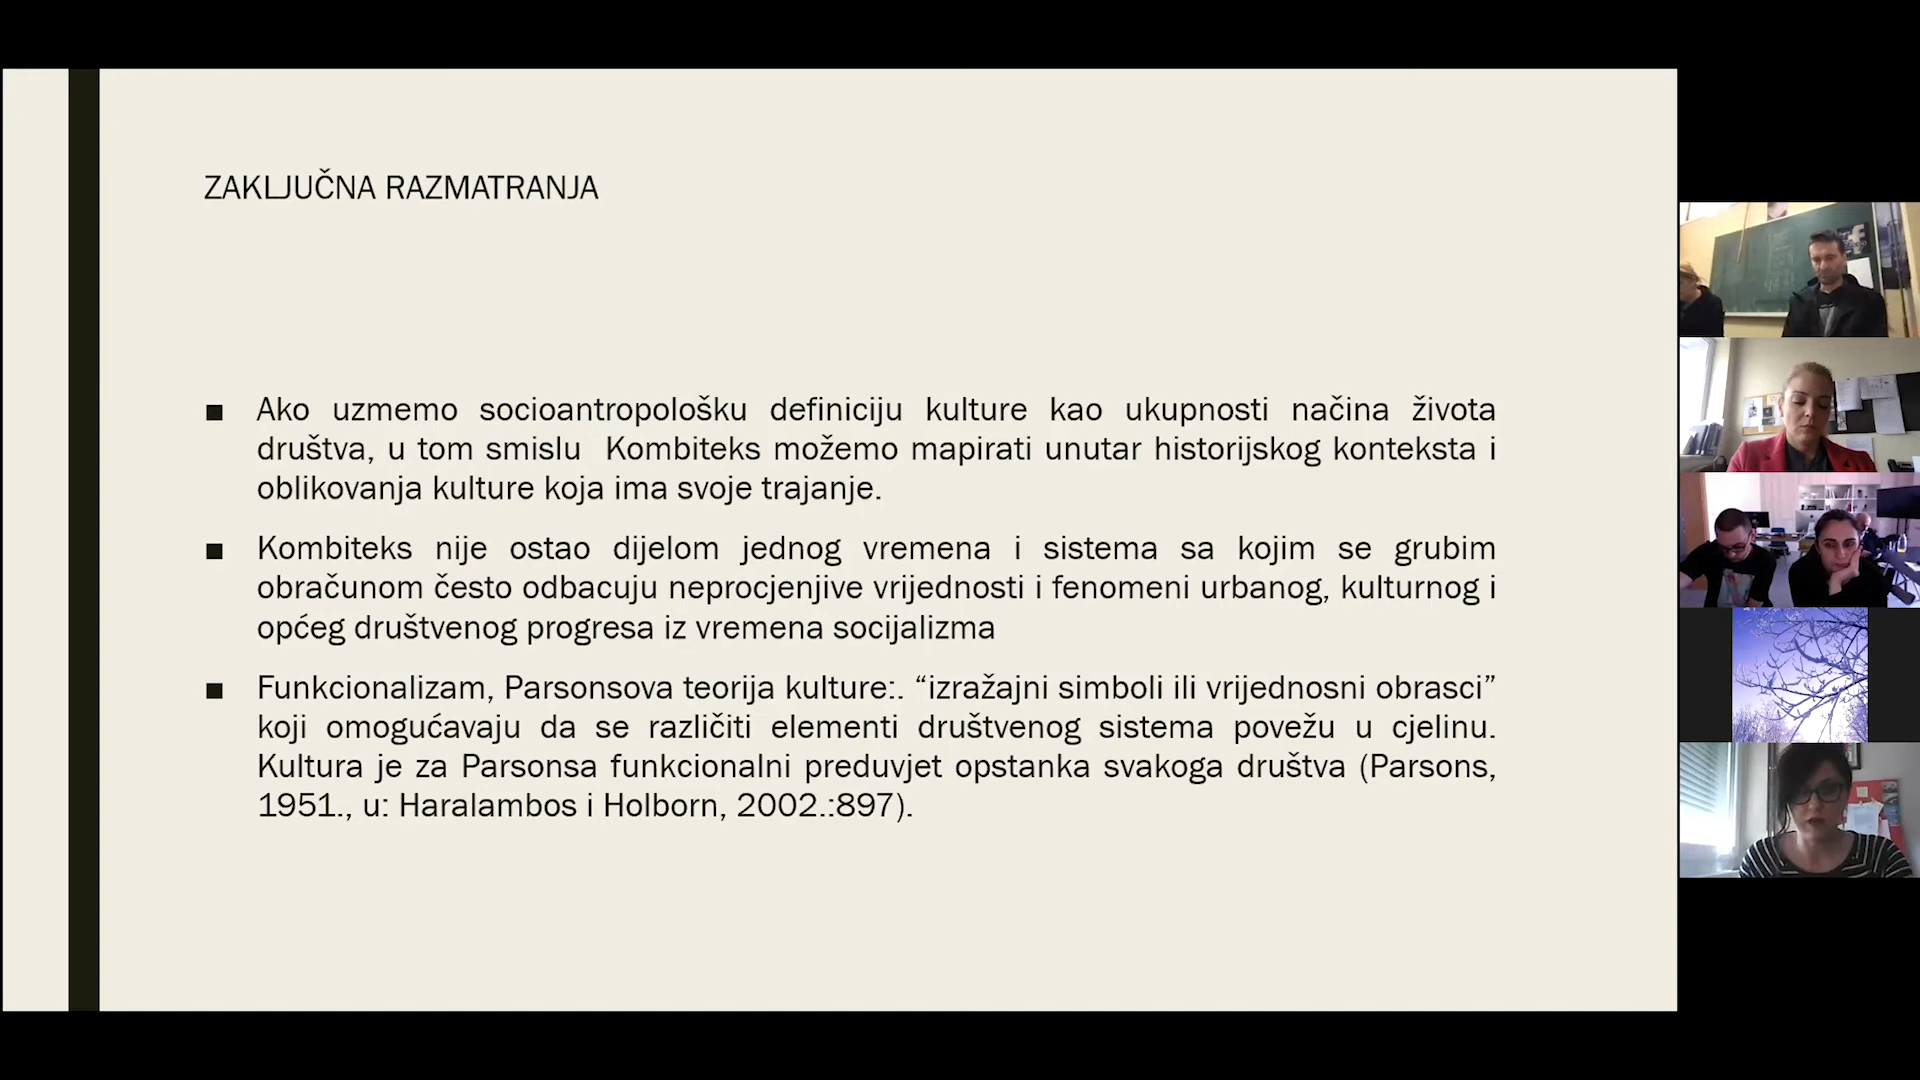 ZAKLJUČNA RAZMATRANJA
■ Ako uzmemo socioantropološku definiciju kulture kao ukupnosti načina života
društva, u tom smislu  Kombiteks možemo mapirati unutar historijskog konteksta i
oblikovanja kulture koja ima svoje trajanje.
■ Kombiteks nije ostao dijelom jednog vremena i sistema sa kojim se grubim
obračunom često odbacuju neprocjenjive vrijednosti i fenomeni urbanog, kulturnog i
općeg društvenog progresa iz vremena socijalizma
■ Funkcionalizam, Parsonsova teorija kulture:. “izražajni simboli ili vrijednosni obrasci”
koji omogućavaju da se različiti elementi društvenog sistema povežu u cjelinu.
Kultura je za Parsonsa funkcionalni preduvjet opstanka svakoga društva (Parsons,
1951., u: Haralambos i Holborn, 2002.:897).